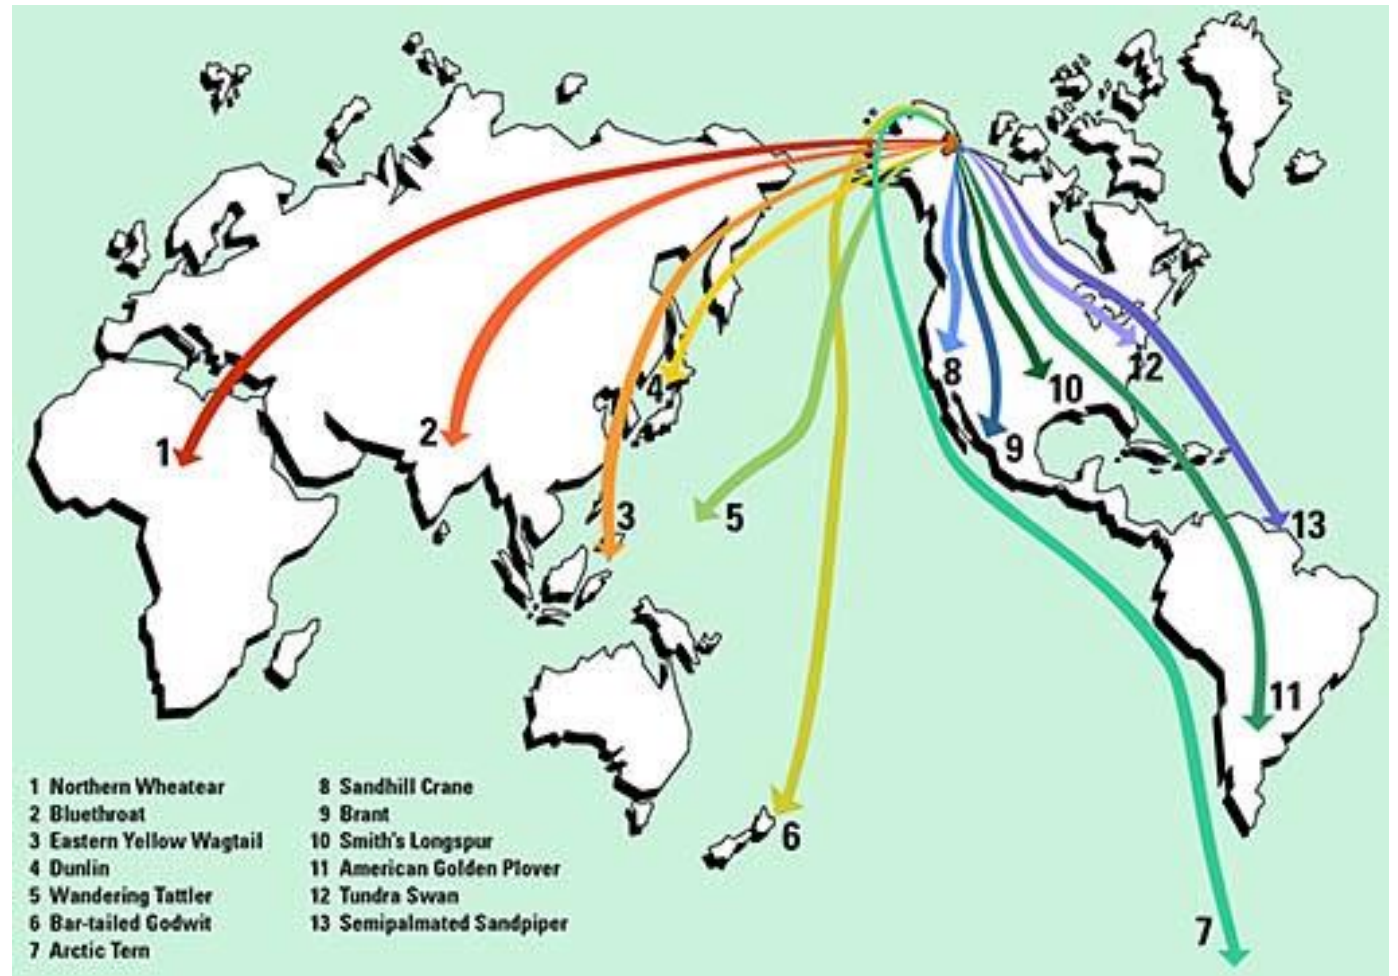 1
2
3
4
5
6
7
8
9
10
11
12
13
1 Northern Wheatear
2 Bluethroat
3 Eastern Yellow Wagtail
4 Dunlin
5 Wandering Tattler
6 Bar-tailed Godwit
7 Arctic Tern
8 Sandhill Crane
9 Brant
10 Smith's Longspur
11 American Golden Plover
12 Tundra Swan
13 Semipalmated Sandpiper